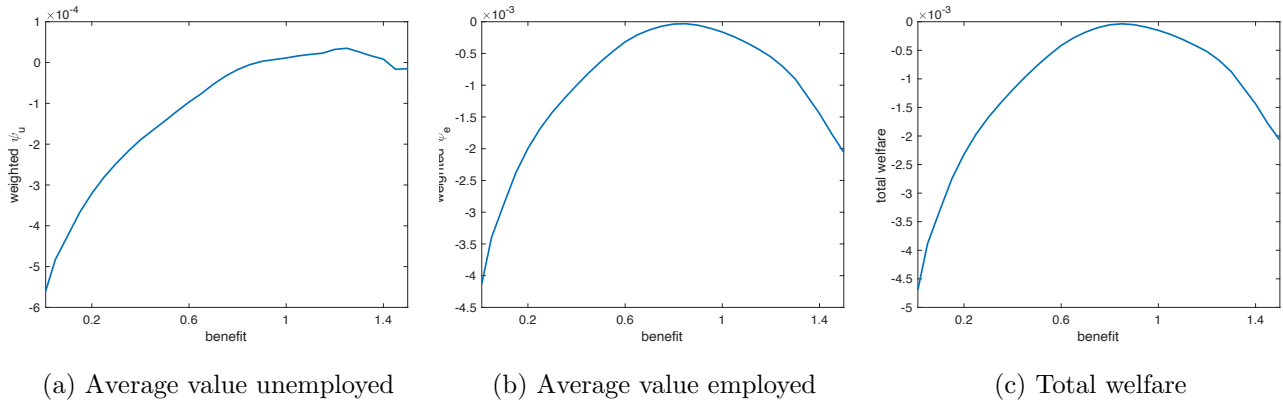 ×10⁻⁴
1
0
-1
-2
-3
-4
-5
-6
0.2 0.6 1 1.4
benefit
weighted ψ_u
(a) Average value unemployed
×10⁻³
0
-0.5
-1
-1.5
-2
-2.5
-3
-3.5
-4
-4.5
0.2 0.6 1 1.4
benefit
weighted ψ_e
(b) Average value employed
×10⁻³
0
-0.5
-1
-1.5
-2
-2.5
-3
-3.5
-4
-4.5
-5
0.2 0.6 1 1.4
benefit
total welfare
(c) Total welfare